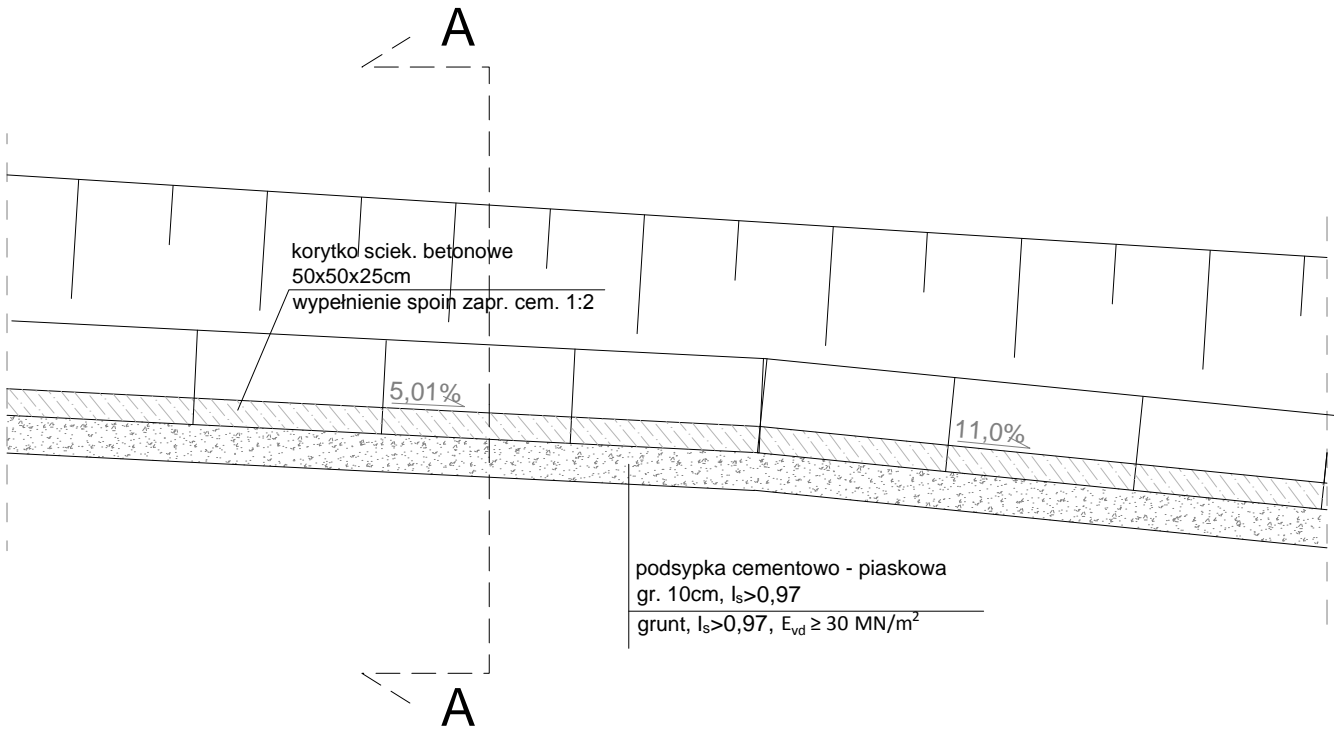 A
korytko sciek. betonowe
50x50x25cm
wypełnienie spoin zapr. cem. 1:2
5,01%
11,0%
podsypka cementowo - piaskowa
gr. 10cm, Is>0,97
grunt, Is>0,97, Evd ≥ 30 MN/m²
A